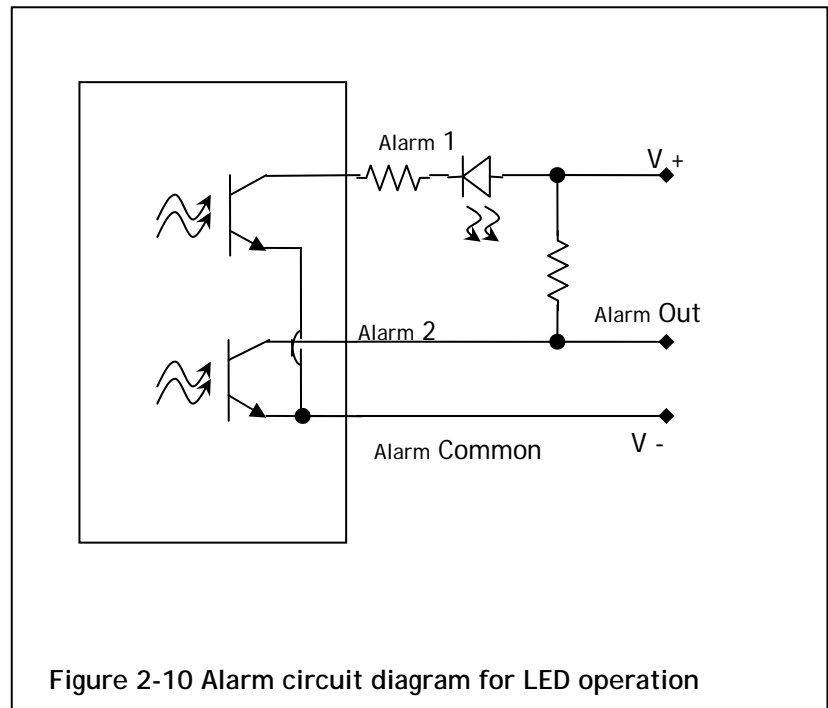 Alarm 1
V +
Alarm Out
Alarm 2
Alarm Common
V -
Figure 2-10 Alarm circuit diagram for LED operation